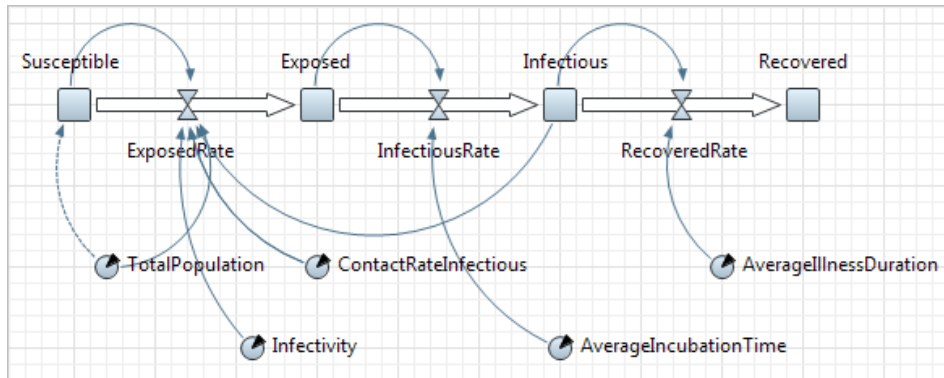 Susceptible
Exposed
Infectious
Recovered
ExposedRate
InfectiousRate
RecoveredRate
TotalPopulation
ContactRateInfectious
AverageIllnessDuration
Infectivity
AverageIncubationTime